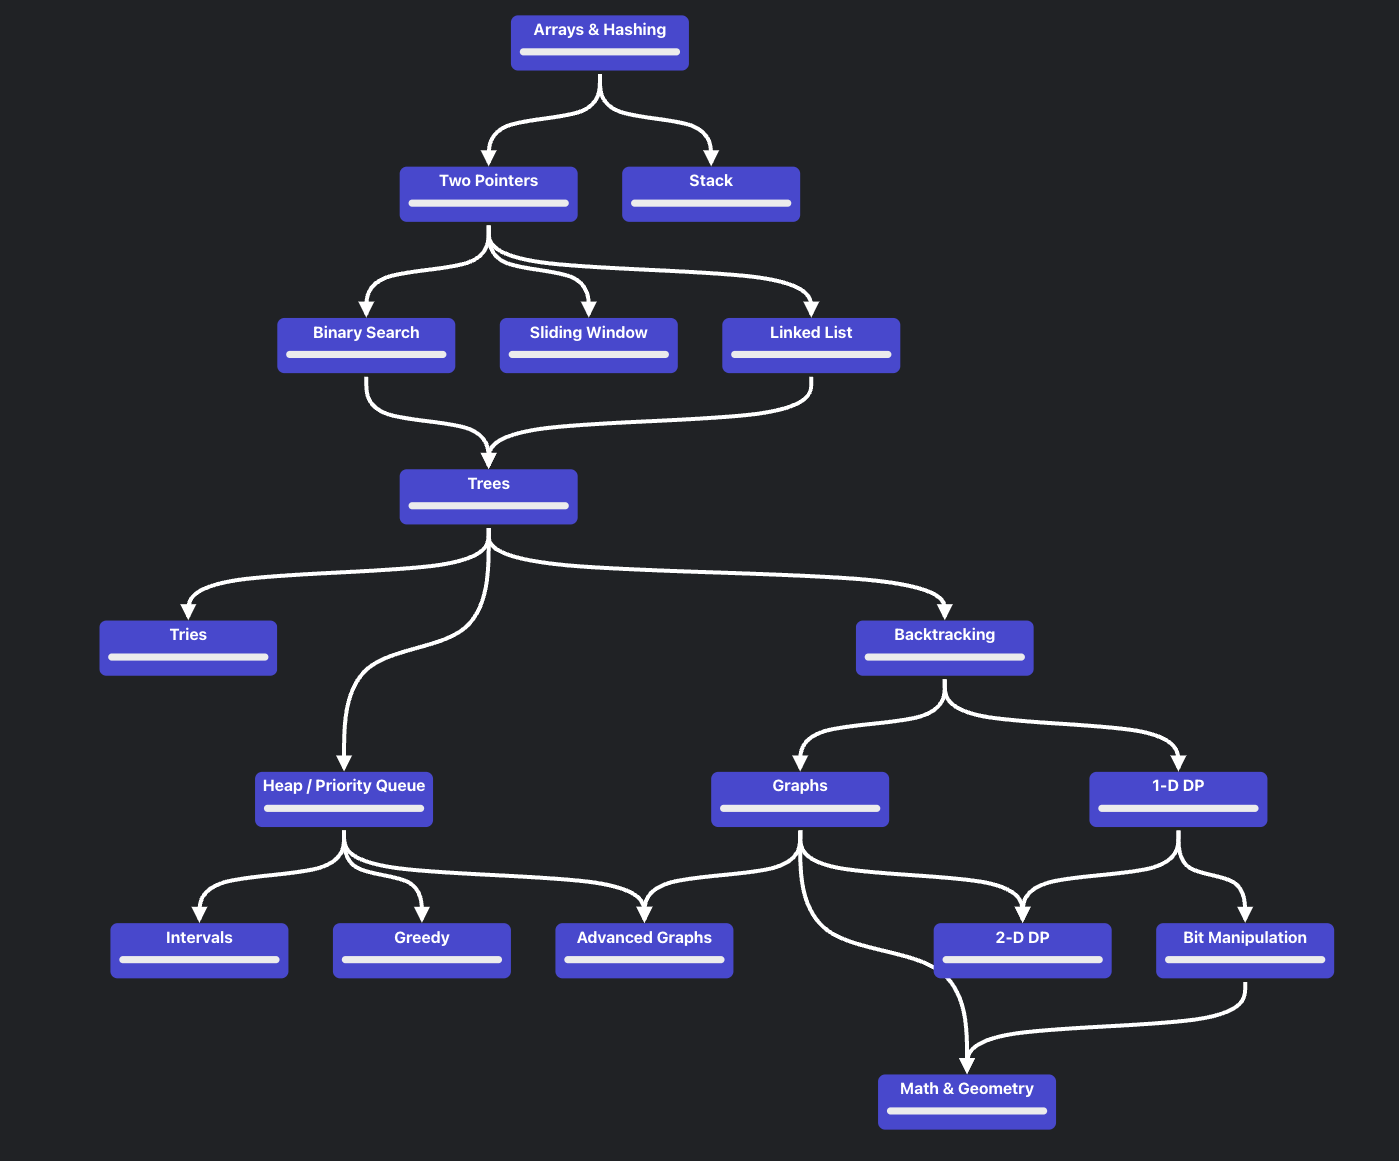 Arrays & Hashing
Two Pointers
Stack
Binary Search
Sliding Window
Linked List
Trees
Tries
Backtracking
Heap / Priority Queue
Graphs
1-D DP
Intervals
Greedy
Advanced Graphs
2-D DP
Bit Manipulation
Math & Geometry